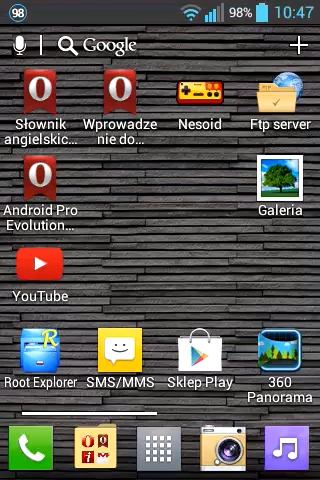 98
98% 10:47
Google
Słownik angielskic...
Wprowadze nie do...
Nesoid
Ftp server
Android Pro Evolution...
Galeria
YouTube
Root Explorer
SMS/MMS
Sklep Play
360 Panorama